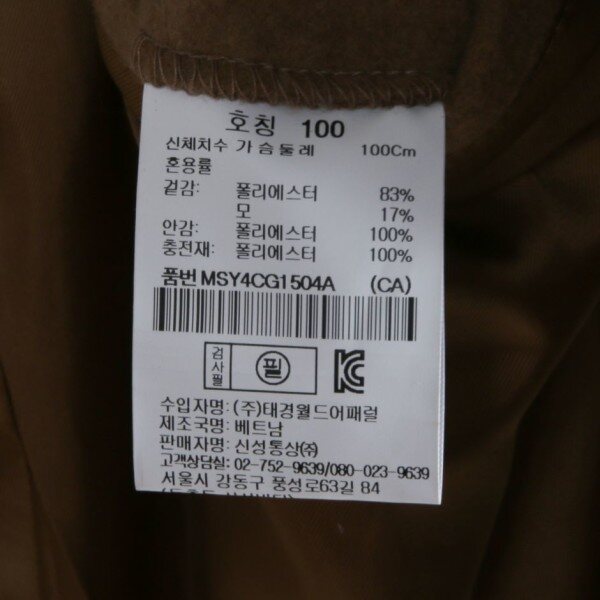 호칭 100
신체치수 가슴둘레 100Cm
혼용률
겉감: 폴리에스터 83%
모 17%
안감: 폴리에스터 100%
충전재: 폴리에스터 100%
품번 MSY4CG1504A (CA)
검사필 필
수입자명: (주)태경월드어패럴
제조국명: 베트남
판매자명: 신성통상㈜
고객상담실: 02-752-9639/080-023-9639
서울시 강동구 풍성로63길 84